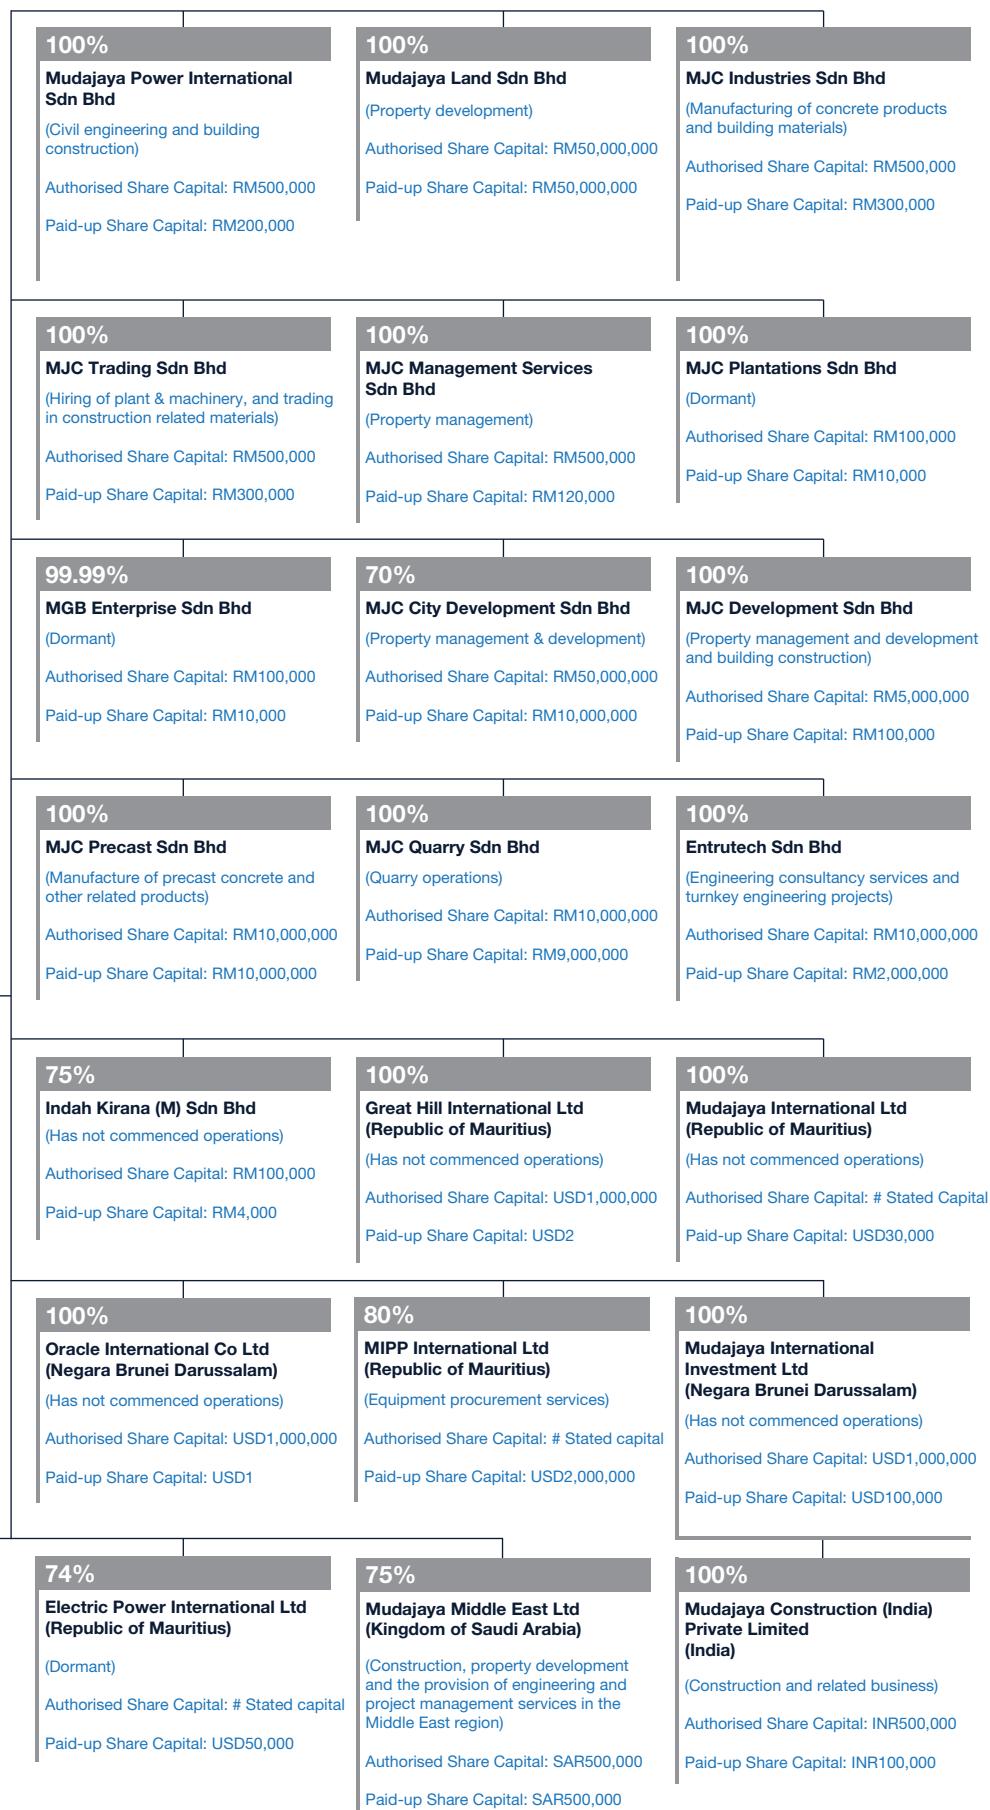 100%
Mudajaya Power International
Sdn Bhd
(Civil engineering and building
construction)
Authorised Share Capital: RM500,000
Paid-up Share Capital: RM200,000
100%
Mudajaya Land Sdn Bhd
(Property development)
Authorised Share Capital: RM50,000,000
Paid-up Share Capital: RM50,000,000
100%
MJC Industries Sdn Bhd
(Manufacturing of concrete products
and building materials)
Authorised Share Capital: RM500,000
Paid-up Share Capital: RM300,000
100%
MJC Trading Sdn Bhd
(Hiring of plant & machinery, and trading
in construction related materials)
Authorised Share Capital: RM500,000
Paid-up Share Capital: RM300,000
100%
MJC Management Services
Sdn Bhd
(Property management)
Authorised Share Capital: RM500,000
Paid-up Share Capital: RM120,000
100%
MJC Plantations Sdn Bhd
(Dormant)
Authorised Share Capital: RM100,000
Paid-up Share Capital: RM10,000
99.99%
MGB Enterprise Sdn Bhd
(Dormant)
Authorised Share Capital: RM100,000
Paid-up Share Capital: RM10,000
70%
MJC City Development Sdn Bhd
(Property management & development)
Authorised Share Capital: RM50,000,000
Paid-up Share Capital: RM10,000,000
100%
MJC Development Sdn Bhd
(Property management and development
and building construction)
Authorised Share Capital: RM5,000,000
Paid-up Share Capital: RM100,000
100%
MJC Precast Sdn Bhd
(Manufacture of precast concrete and
other related products)
Authorised Share Capital: RM10,000,000
Paid-up Share Capital: RM10,000,000
100%
MJC Quarry Sdn Bhd
(Quarry operations)
Authorised Share Capital: RM10,000,000
Paid-up Share Capital: RM9,000,000
100%
Entrutech Sdn Bhd
(Engineering consultancy services and
turnkey engineering projects)
Authorised Share Capital: RM10,000,000
Paid-up Share Capital: RM2,000,000
75%
Indah Kirana (M) Sdn Bhd
(Has not commenced operations)
Authorised Share Capital: RM100,000
Paid-up Share Capital: RM4,000
100%
Great Hill International Ltd
(Republic of Mauritius)
(Has not commenced operations)
Authorised Share Capital: USD1,000,000
Paid-up Share Capital: USD2
100%
Mudajaya International Ltd
(Republic of Mauritius)
(Has not commenced operations)
Authorised Share Capital: # Stated Capital
Paid-up Share Capital: USD30,000
100%
Oracle International Co Ltd
(Negara Brunei Darussalam)
(Has not commenced operations)
Authorised Share Capital: USD1,000,000
Paid-up Share Capital: USD1
80%
MIPP International Ltd
(Republic of Mauritius)
(Equipment procurement services)
Authorised Share Capital: # Stated capital
Paid-up Share Capital: USD2,000,000
100%
Mudajaya International
Investment Ltd
(Negara Brunei Darussalam)
(Has not commenced operations)
Authorised Share Capital: USD1,000,000
Paid-up Share Capital: USD100,000
74%
Electric Power International Ltd
(Republic of Mauritius)
(Dormant)
Authorised Share Capital: # Stated capital
Paid-up Share Capital: USD50,000
75%
Mudajaya Middle East Ltd
(Kingdom of Saudi Arabia)
(Construction, property development
and the provision of engineering and
project management services in the
Middle East region)
Authorised Share Capital: SAR500,000
Paid-up Share Capital: SAR500,000
100%
Mudajaya Construction (India)
Private Limited
(India)
(Construction and related business)
Authorised Share Capital: INR500,000
Paid-up Share Capital: INR100,000